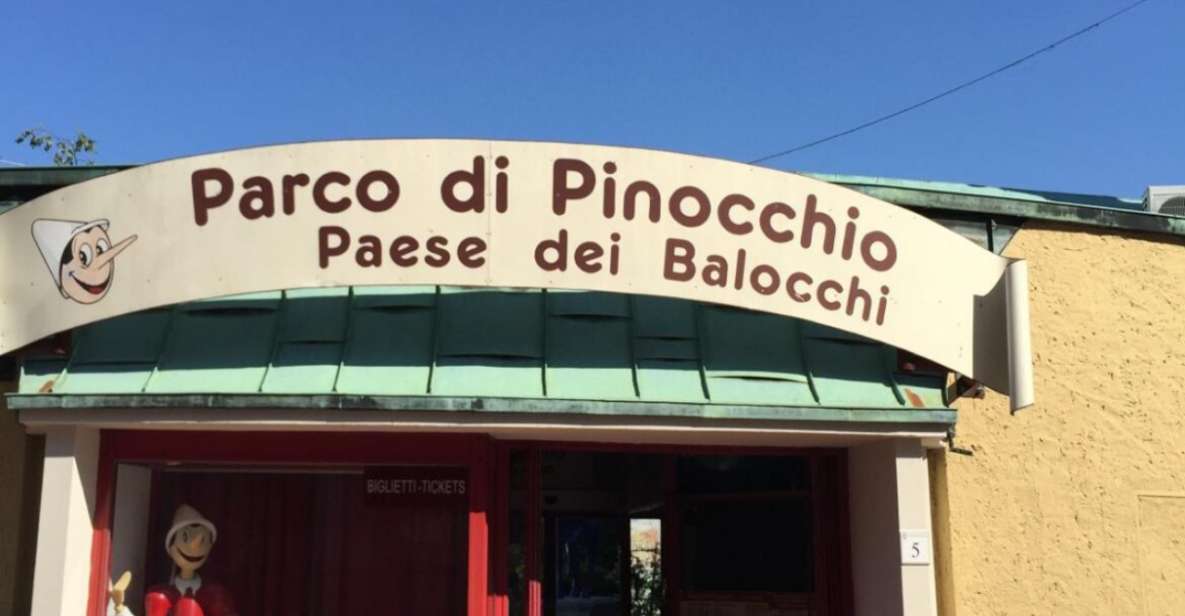 Parco di Pinocchio
Paese dei Balocchi
BIGLIETTI-TICKETS
5